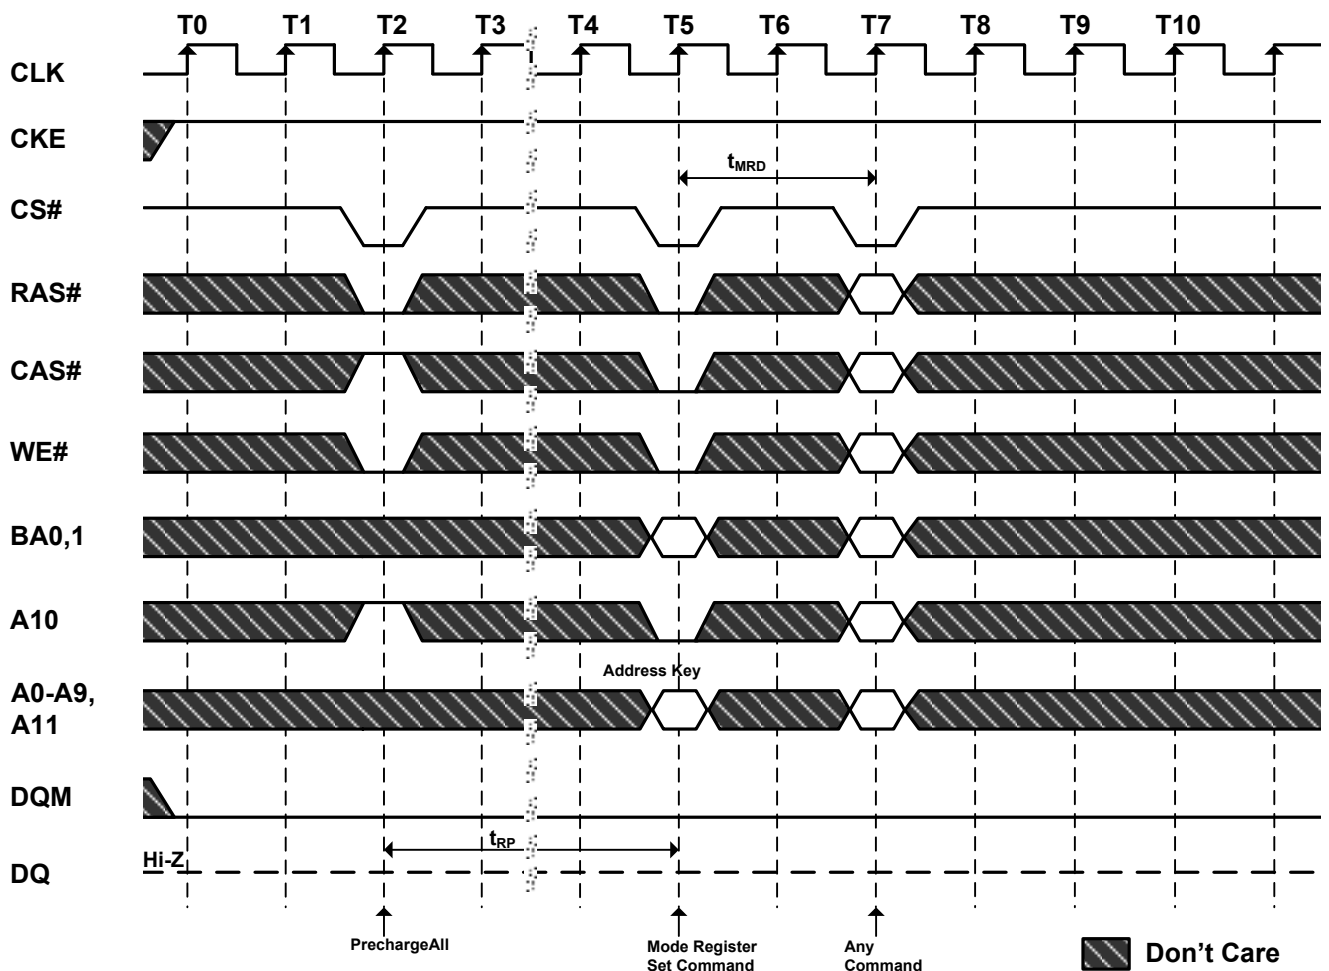 T0 T1 T2 T3 T4 T5 T6 T7 T8 T9 T10
CLK
CKE
tMRD
CS#
RAS#
CAS#
WE#
BA0,1
A10
Address Key
A0-A9,
A11
DQM
tRP
Hi-Z
DQ
PrechargeAll
Mode Register
Set Command
Any
Command
Don't Care